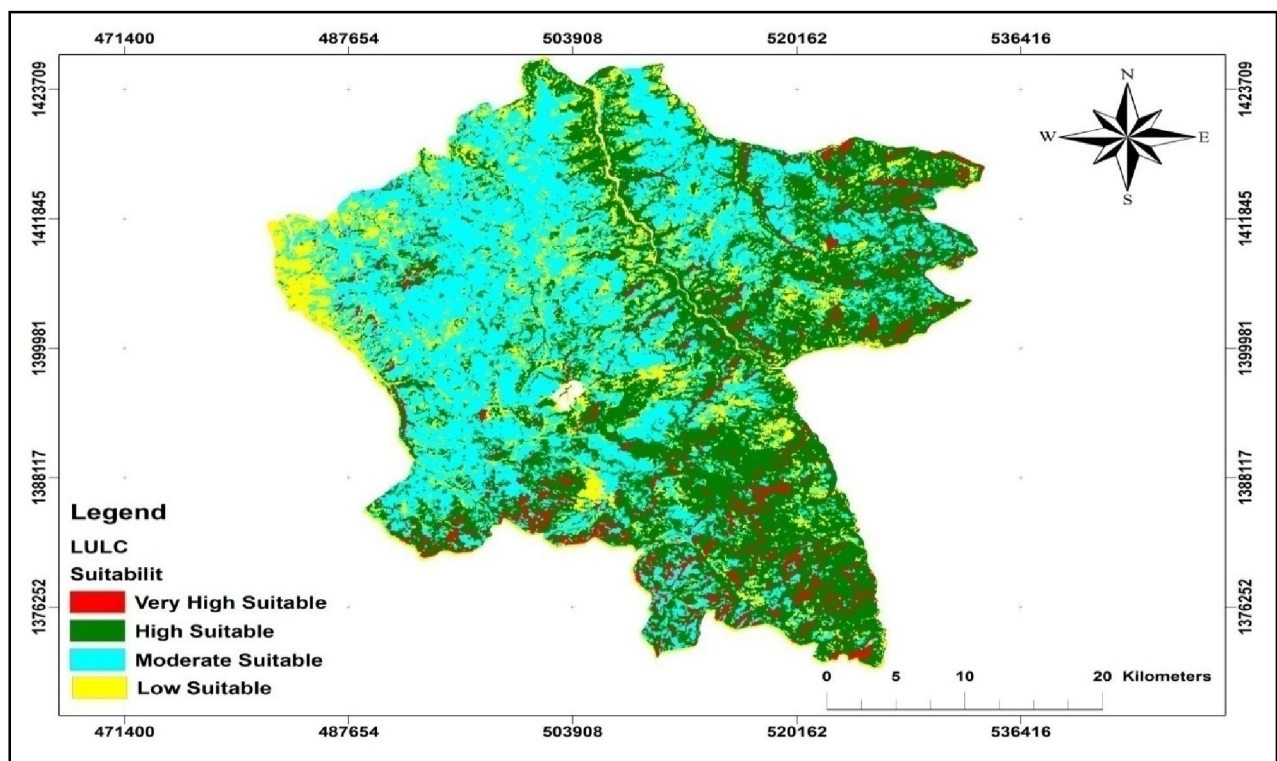 471400 487654 503908 520162 536416
1423709 1423709
N
W E
S
1411845 1411845
1399981 1399981
1388117 1388117
Legend
LULC
Suitabilit
Very High Suitable
High Suitable
Moderate Suitable
Low Suitable
1376252 1376252
0 5 10 20 Kilometers
471400 487654 503908 520162 536416